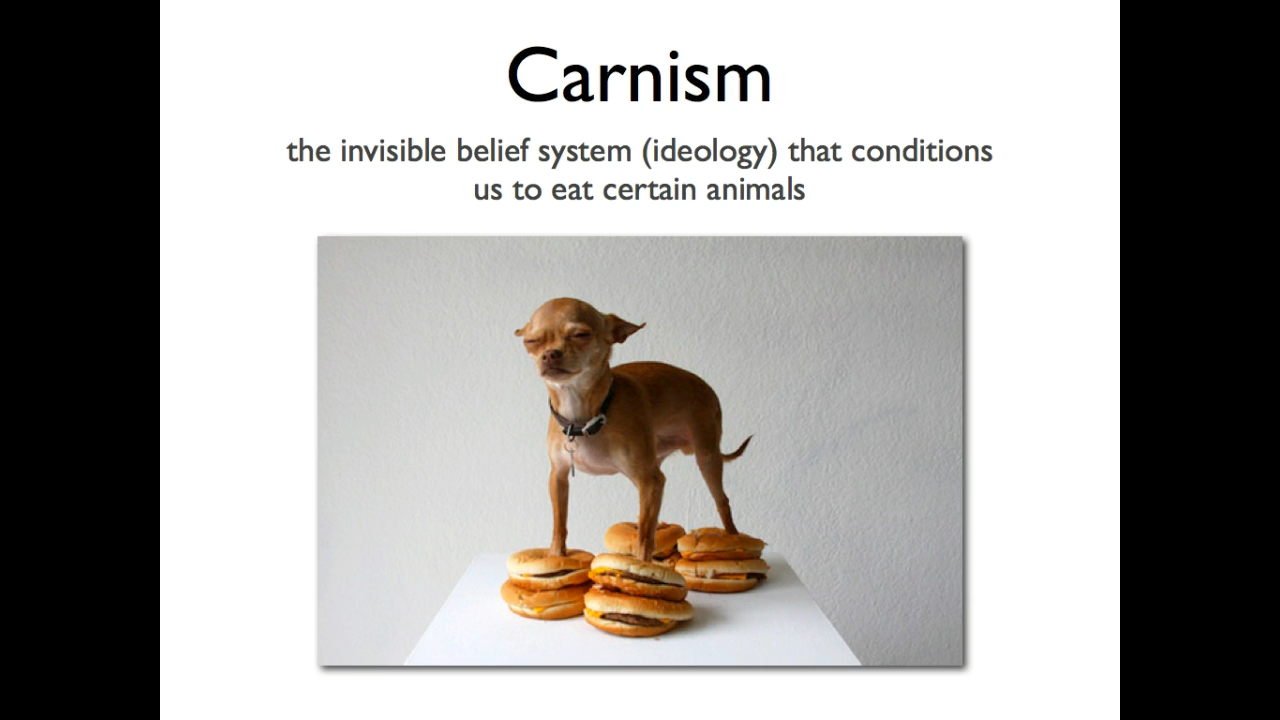 Carnism
the invisible belief system (ideology) that conditions
us to eat certain animals